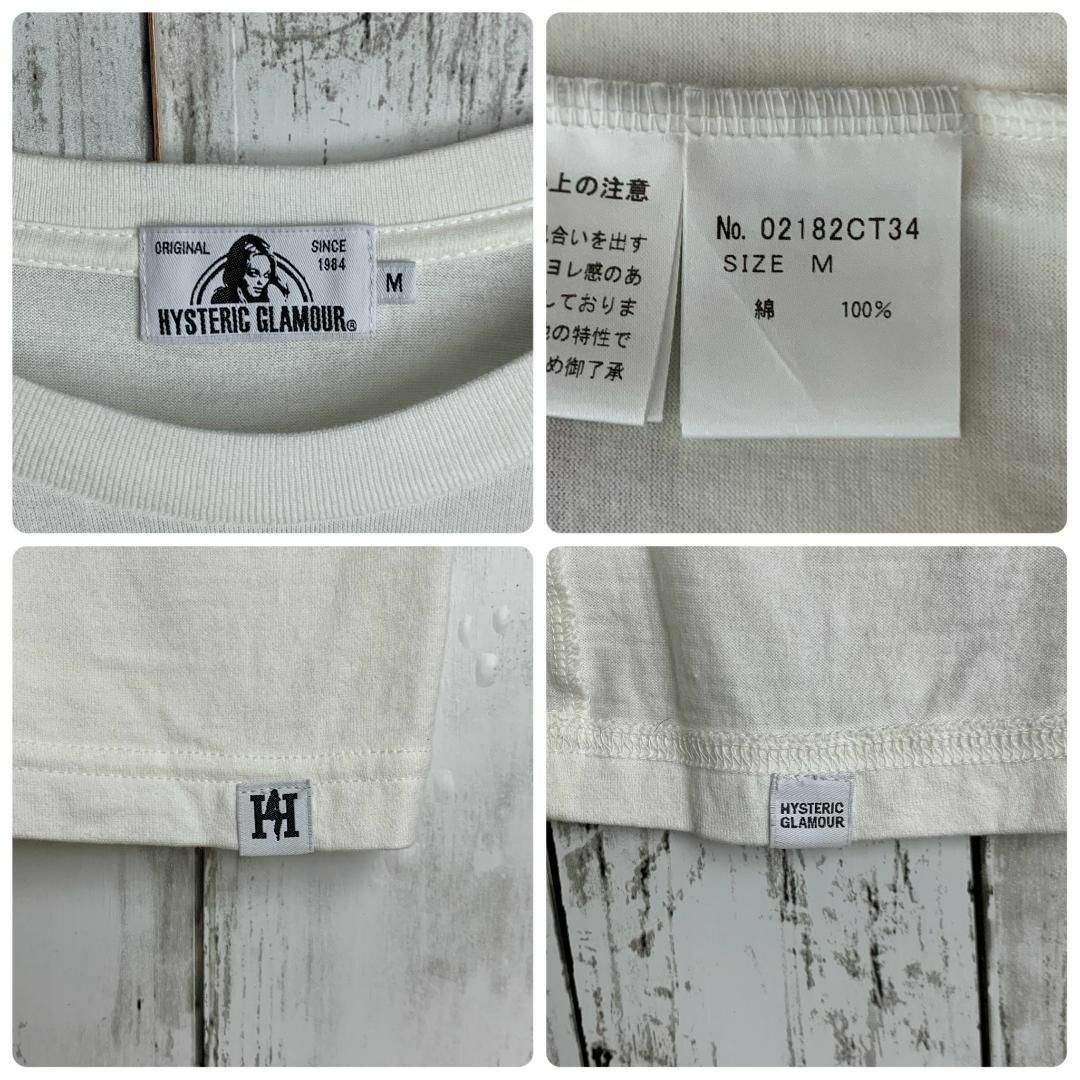 ORIGINAL
SINCE
1984
HYSTERIC GLAMOUR®
M
上の注意
合いを出す
ヨレ感のあ
しておりま
の特性で
め御了承
No. 02182CT34
SIZE M
綿 100%
H
HYSTERIC
GLAMOUR